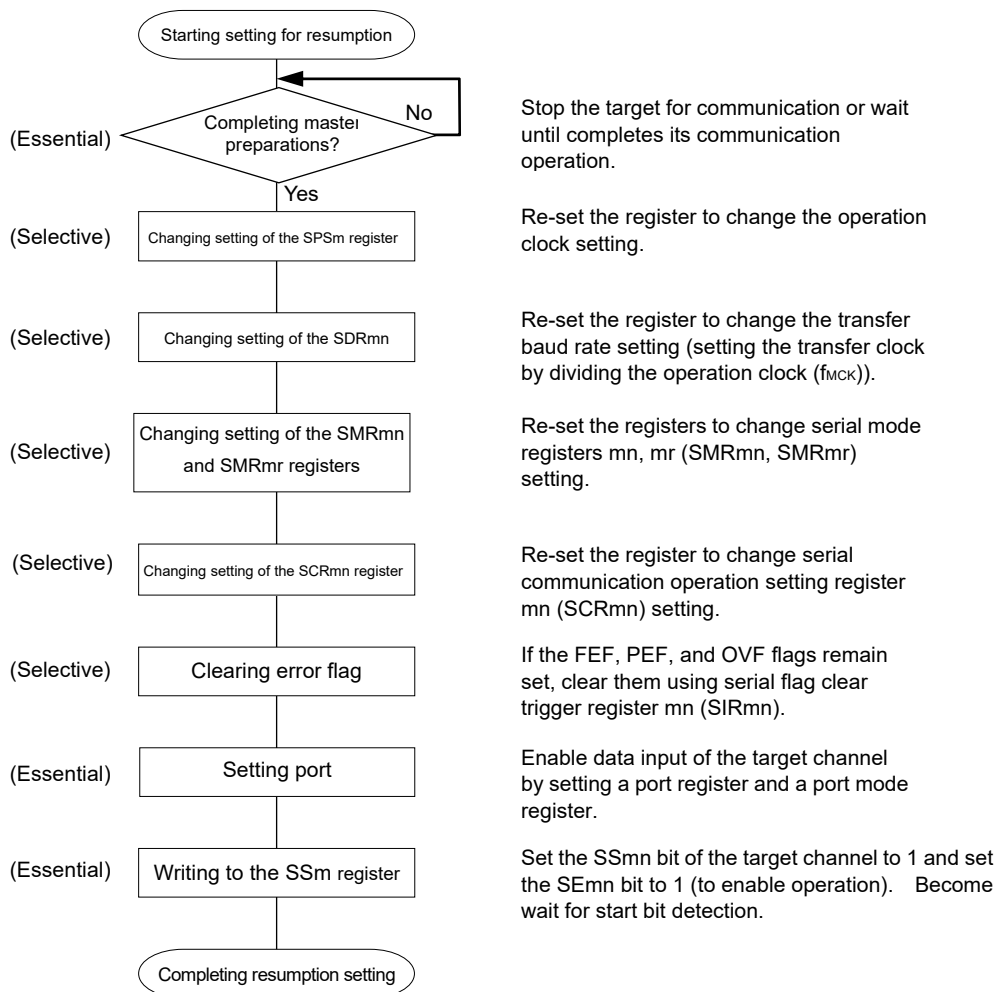 Starting setting for resumption
(Essential)
Completing master
preparations?
No
Yes
Stop the target for communication or wait
until completes its communication
operation.
(Selective)
Changing setting of the SPSm register
Re-set the register to change the operation
clock setting.
(Selective)
Changing setting of the SDRmn
Re-set the register to change the transfer
baud rate setting (setting the transfer clock
by dividing the operation clock (fMCK)).
(Selective)
Changing setting of the SMRmn
and SMRmr registers
Re-set the registers to change serial mode
registers mn, mr (SMRmn, SMRmr)
setting.
(Selective)
Changing setting of the SCRmn register
Re-set the register to change serial
communication operation setting register
mn (SCRmn) setting.
(Selective)
Clearing error flag
If the FEF, PEF, and OVF flags remain
set, clear them using serial flag clear
trigger register mn (SIRmn).
(Essential)
Setting port
Enable data input of the target channel
by setting a port register and a port mode
register.
(Essential)
Writing to the SSm register
Set the SSmn bit of the target channel to 1 and set
the SEmn bit to 1 (to enable operation). Become
wait for start bit detection.
Completing resumption setting